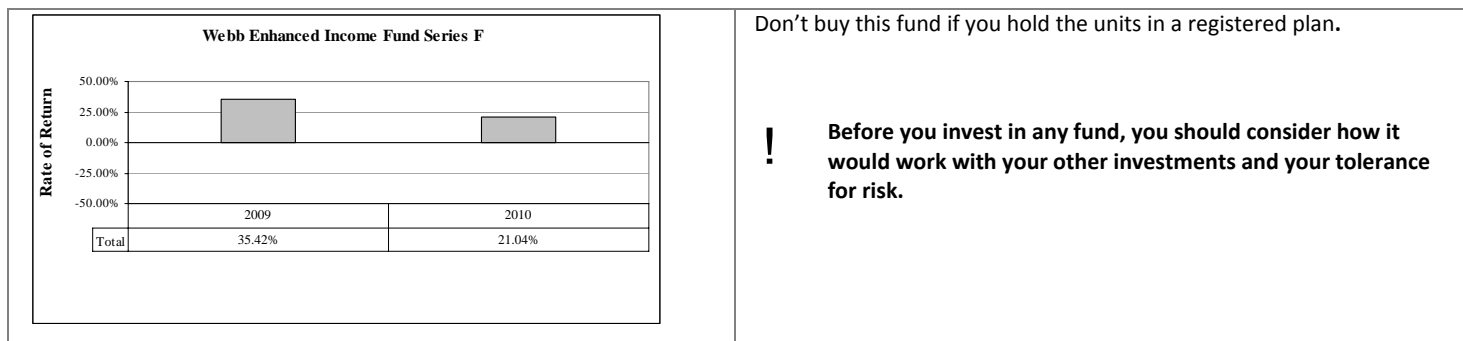 Webb Enhanced Income Fund Series F
Rate of Return
50.00%
25.00%
0.00%
-25.00%
-50.00%
2009 2010
Total 35.42% 21.04%
Don’t buy this fund if you hold the units in a registered plan.
! Before you invest in any fund, you should consider how it
would work with your other investments and your tolerance
for risk.